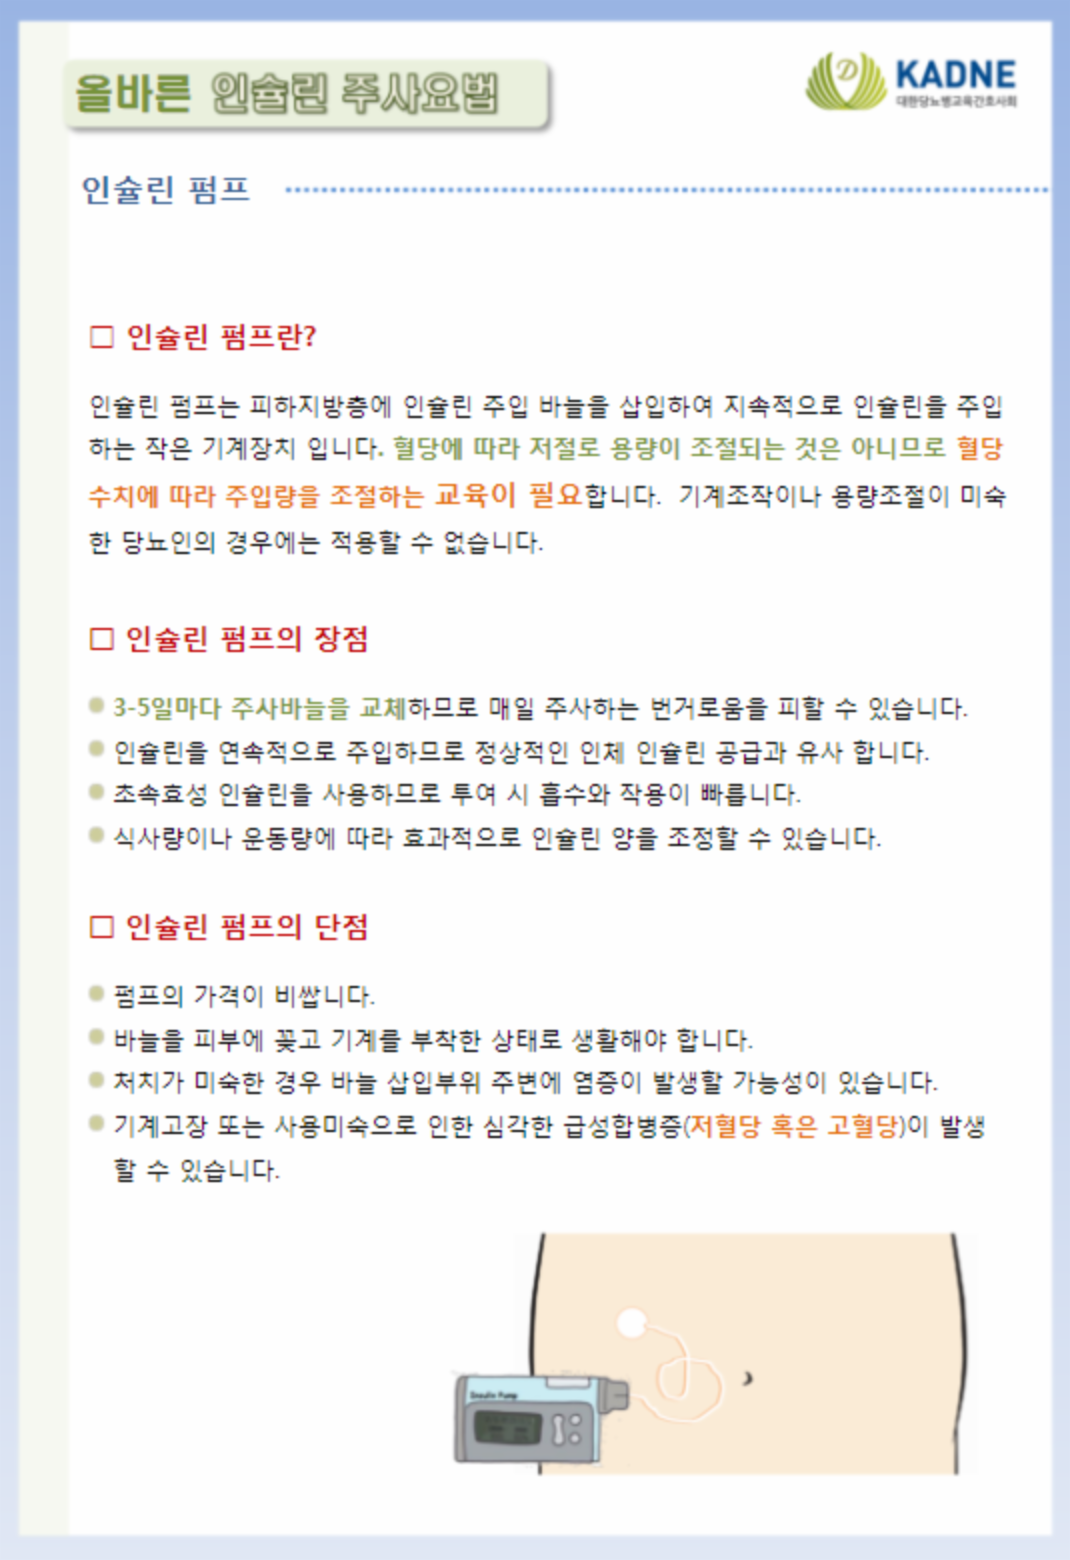 올바른 인슐린 주사요법
KADNE
대한당뇨병교육간호사회
인슐린 펌프
□ 인슐린 펌프란?
인슐린 펌프는 피하지방층에 인슐린 주입 바늘을 삽입하여 지속적으로 인슐린을 주입
하는 작은 기계장치 입니다. 혈당에 따라 저절로 용량이 조절되는 것은 아니므로 혈당
수치에 따라 주입량을 조절하는 교육이 필요합니다. 기계조작이나 용량조절이 미숙
한 당뇨인의 경우에는 적용할 수 없습니다.
□ 인슐린 펌프의 장점
3-5일마다 주사바늘을 교체하므로 매일 주사하는 번거로움을 피할 수 있습니다.
인슐린을 연속적으로 주입하므로 정상적인 인체 인슐린 공급과 유사 합니다.
초속효성 인슐린을 사용하므로 투여 시 흡수와 작용이 빠릅니다.
식사량이나 운동량에 따라 효과적으로 인슐린 양을 조정할 수 있습니다.
□ 인슐린 펌프의 단점
펌프의 가격이 비쌉니다.
바늘을 피부에 꽂고 기계를 부착한 상태로 생활해야 합니다.
처치가 미숙한 경우 바늘 삽입부위 주변에 염증이 발생할 가능성이 있습니다.
기계고장 또는 사용미숙으로 인한 심각한 급성합병증(저혈당 혹은 고혈당)이 발생
할 수 있습니다.
Insulin Pump